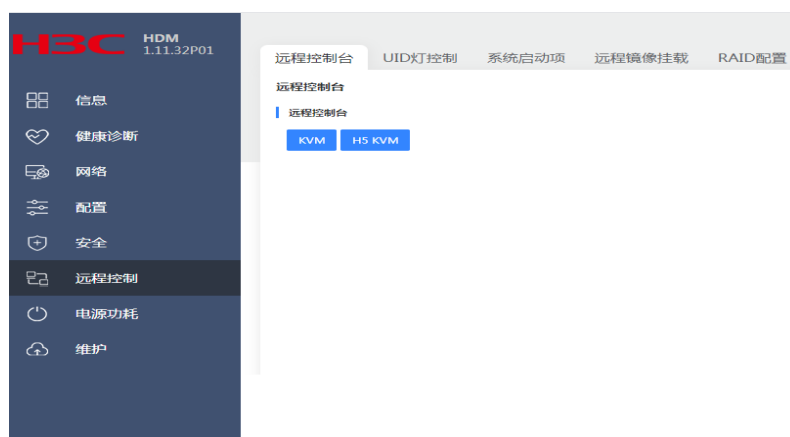 H3C HDM
1.11.32P01
远程控制台 UID灯控制 系统启动项 远程镜像挂载 RAID配置
远程控制台
远程控制台
KVM H5 KVM
信息
健康诊断
网络
配置
安全
远程控制
电源功耗
维护